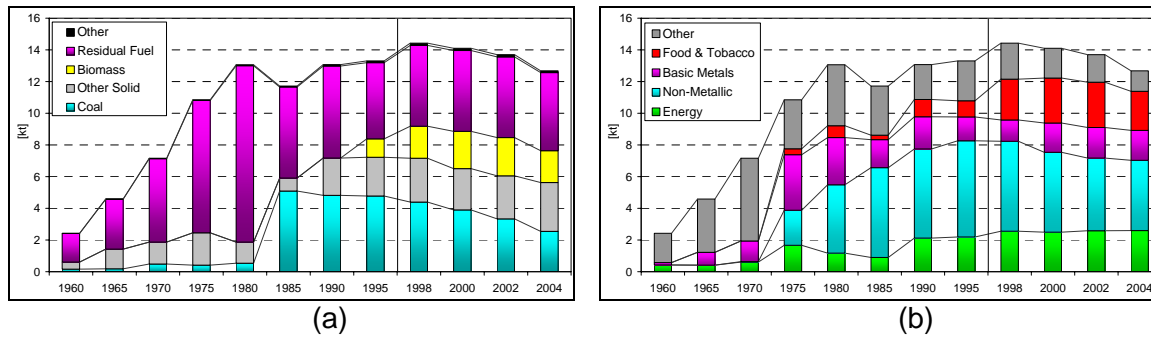 16
14
12
10
8
6
4
2
0
[kt]
Other
Residual Fuel
Biomass
Other Solid
Coal
1960 1965 1970 1975 1980 1985 1990 1995 1998 2000 2002 2004
(a)
16
14
12
10
8
6
4
2
0
[kt]
Other
Food & Tobacco
Basic Metals
Non-Metallic
Energy
1960 1965 1970 1975 1980 1985 1990 1995 1998 2000 2002 2004
(b)